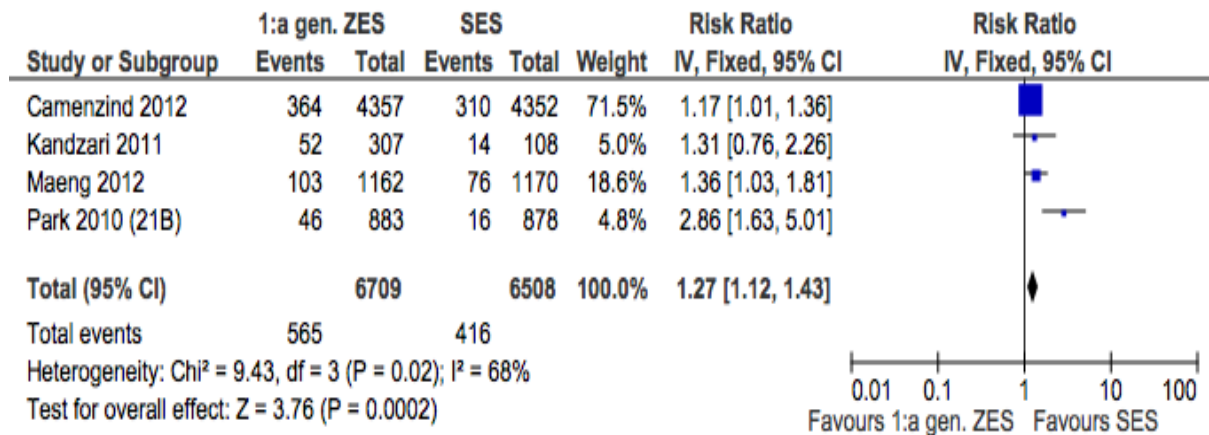 1:a gen. ZES SES Risk Ratio Risk Ratio
Study or Subgroup Events Total Events Total Weight IV, Fixed, 95% CI IV, Fixed, 95% CI
Camenzind 2012 364 4357 310 4352 71.5% 1.17 [1.01, 1.36]
Kandzari 2011 52 307 14 108 5.0% 1.31 [0.76, 2.26]
Maeng 2012 103 1162 76 1170 18.6% 1.36 [1.03, 1.81]
Park 2010 (21B) 46 883 16 878 4.8% 2.86 [1.63, 5.01]
Total (95% CI) 6709 6508 100.0% 1.27 [1.12, 1.43]
Total events 565 416
Heterogeneity: Chi² = 9.43, df = 3 (P = 0.02); I² = 68%
Test for overall effect: Z = 3.76 (P = 0.0002)
0.01 0.1 1 10 100
Favours 1:a gen. ZES Favours SES